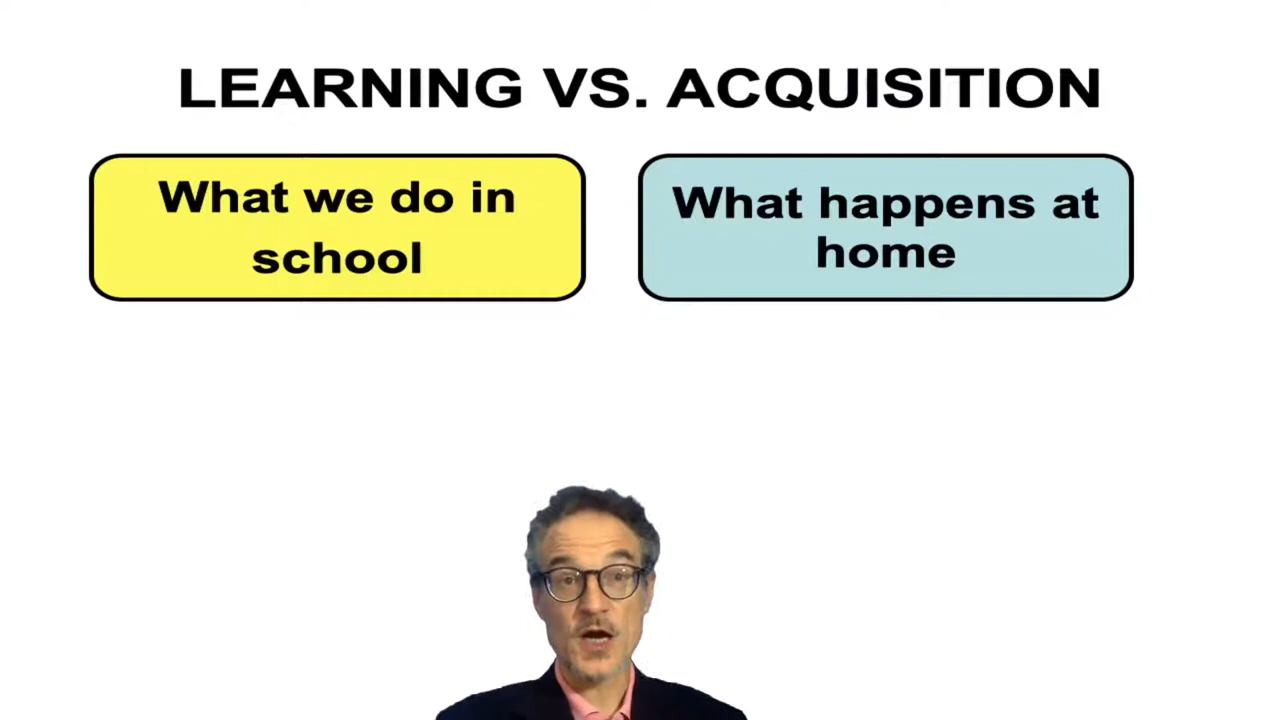 LEARNING VS. ACQUISITION
What we do in
school
What happens at
home